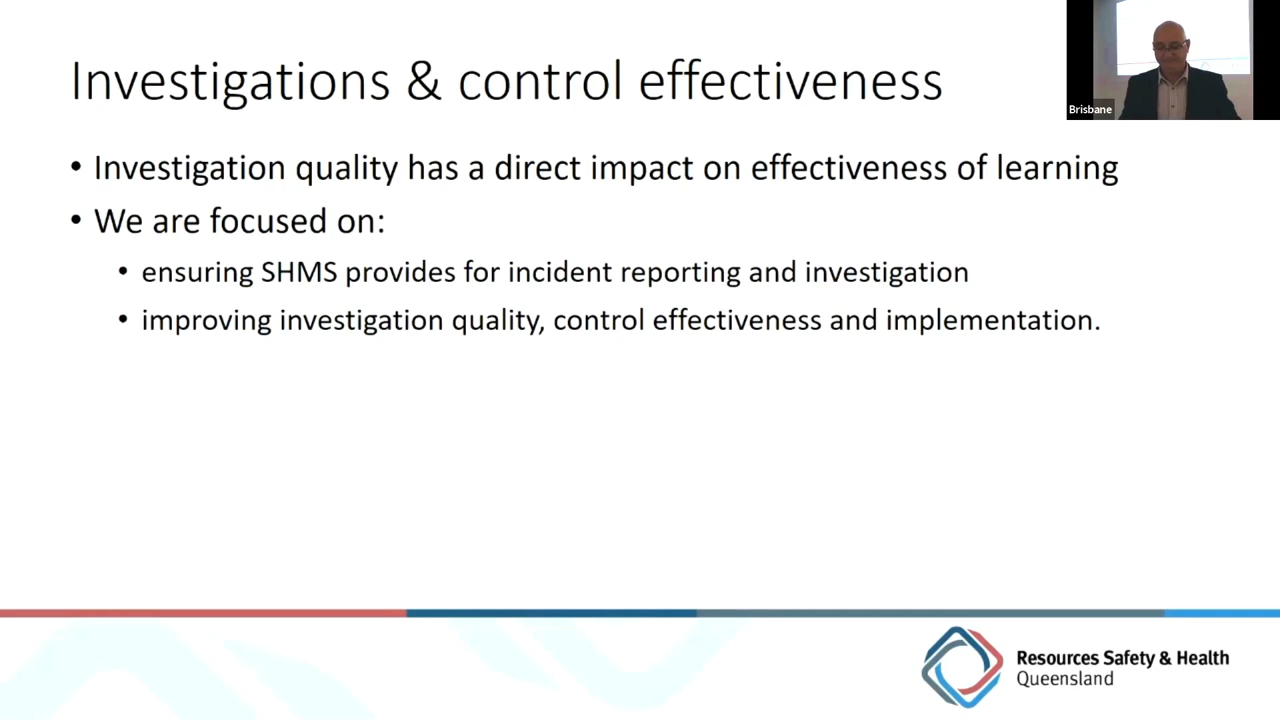 Investigations & control effectiveness
Brisbane
• Investigation quality has a direct impact on effectiveness of learning
• We are focused on:
• ensuring SHMS provides for incident reporting and investigation
• improving investigation quality, control effectiveness and implementation.
Resources Safety & Health
Queensland